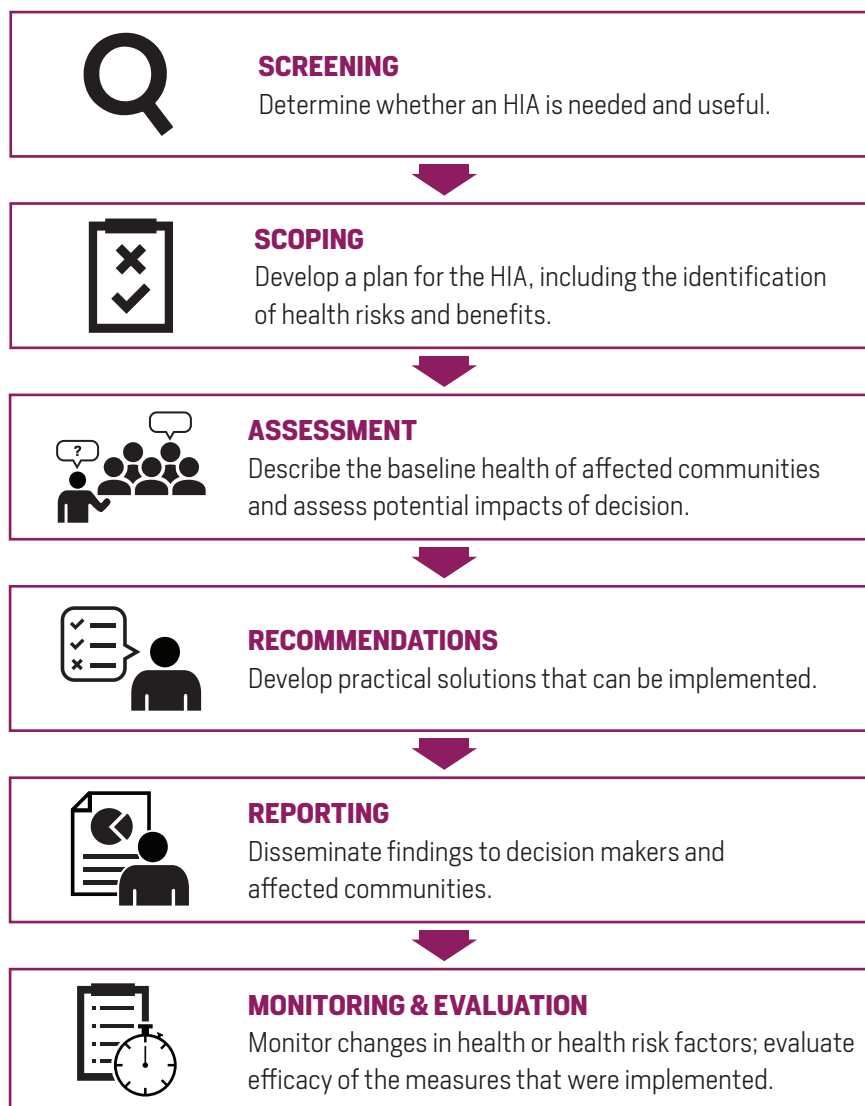 SCREENING
Determine whether an HIA is needed and useful.
SCOPING
Develop a plan for the HIA, including the identification
of health risks and benefits.
?
ASSESSMENT
Describe the baseline health of affected communities
and assess potential impacts of decision.
RECOMMENDATIONS
Develop practical solutions that can be implemented.
REPORTING
Disseminate findings to decision makers and
affected communities.
MONITORING & EVALUATION
Monitor changes in health or health risk factors; evaluate
efficacy of the measures that were implemented.